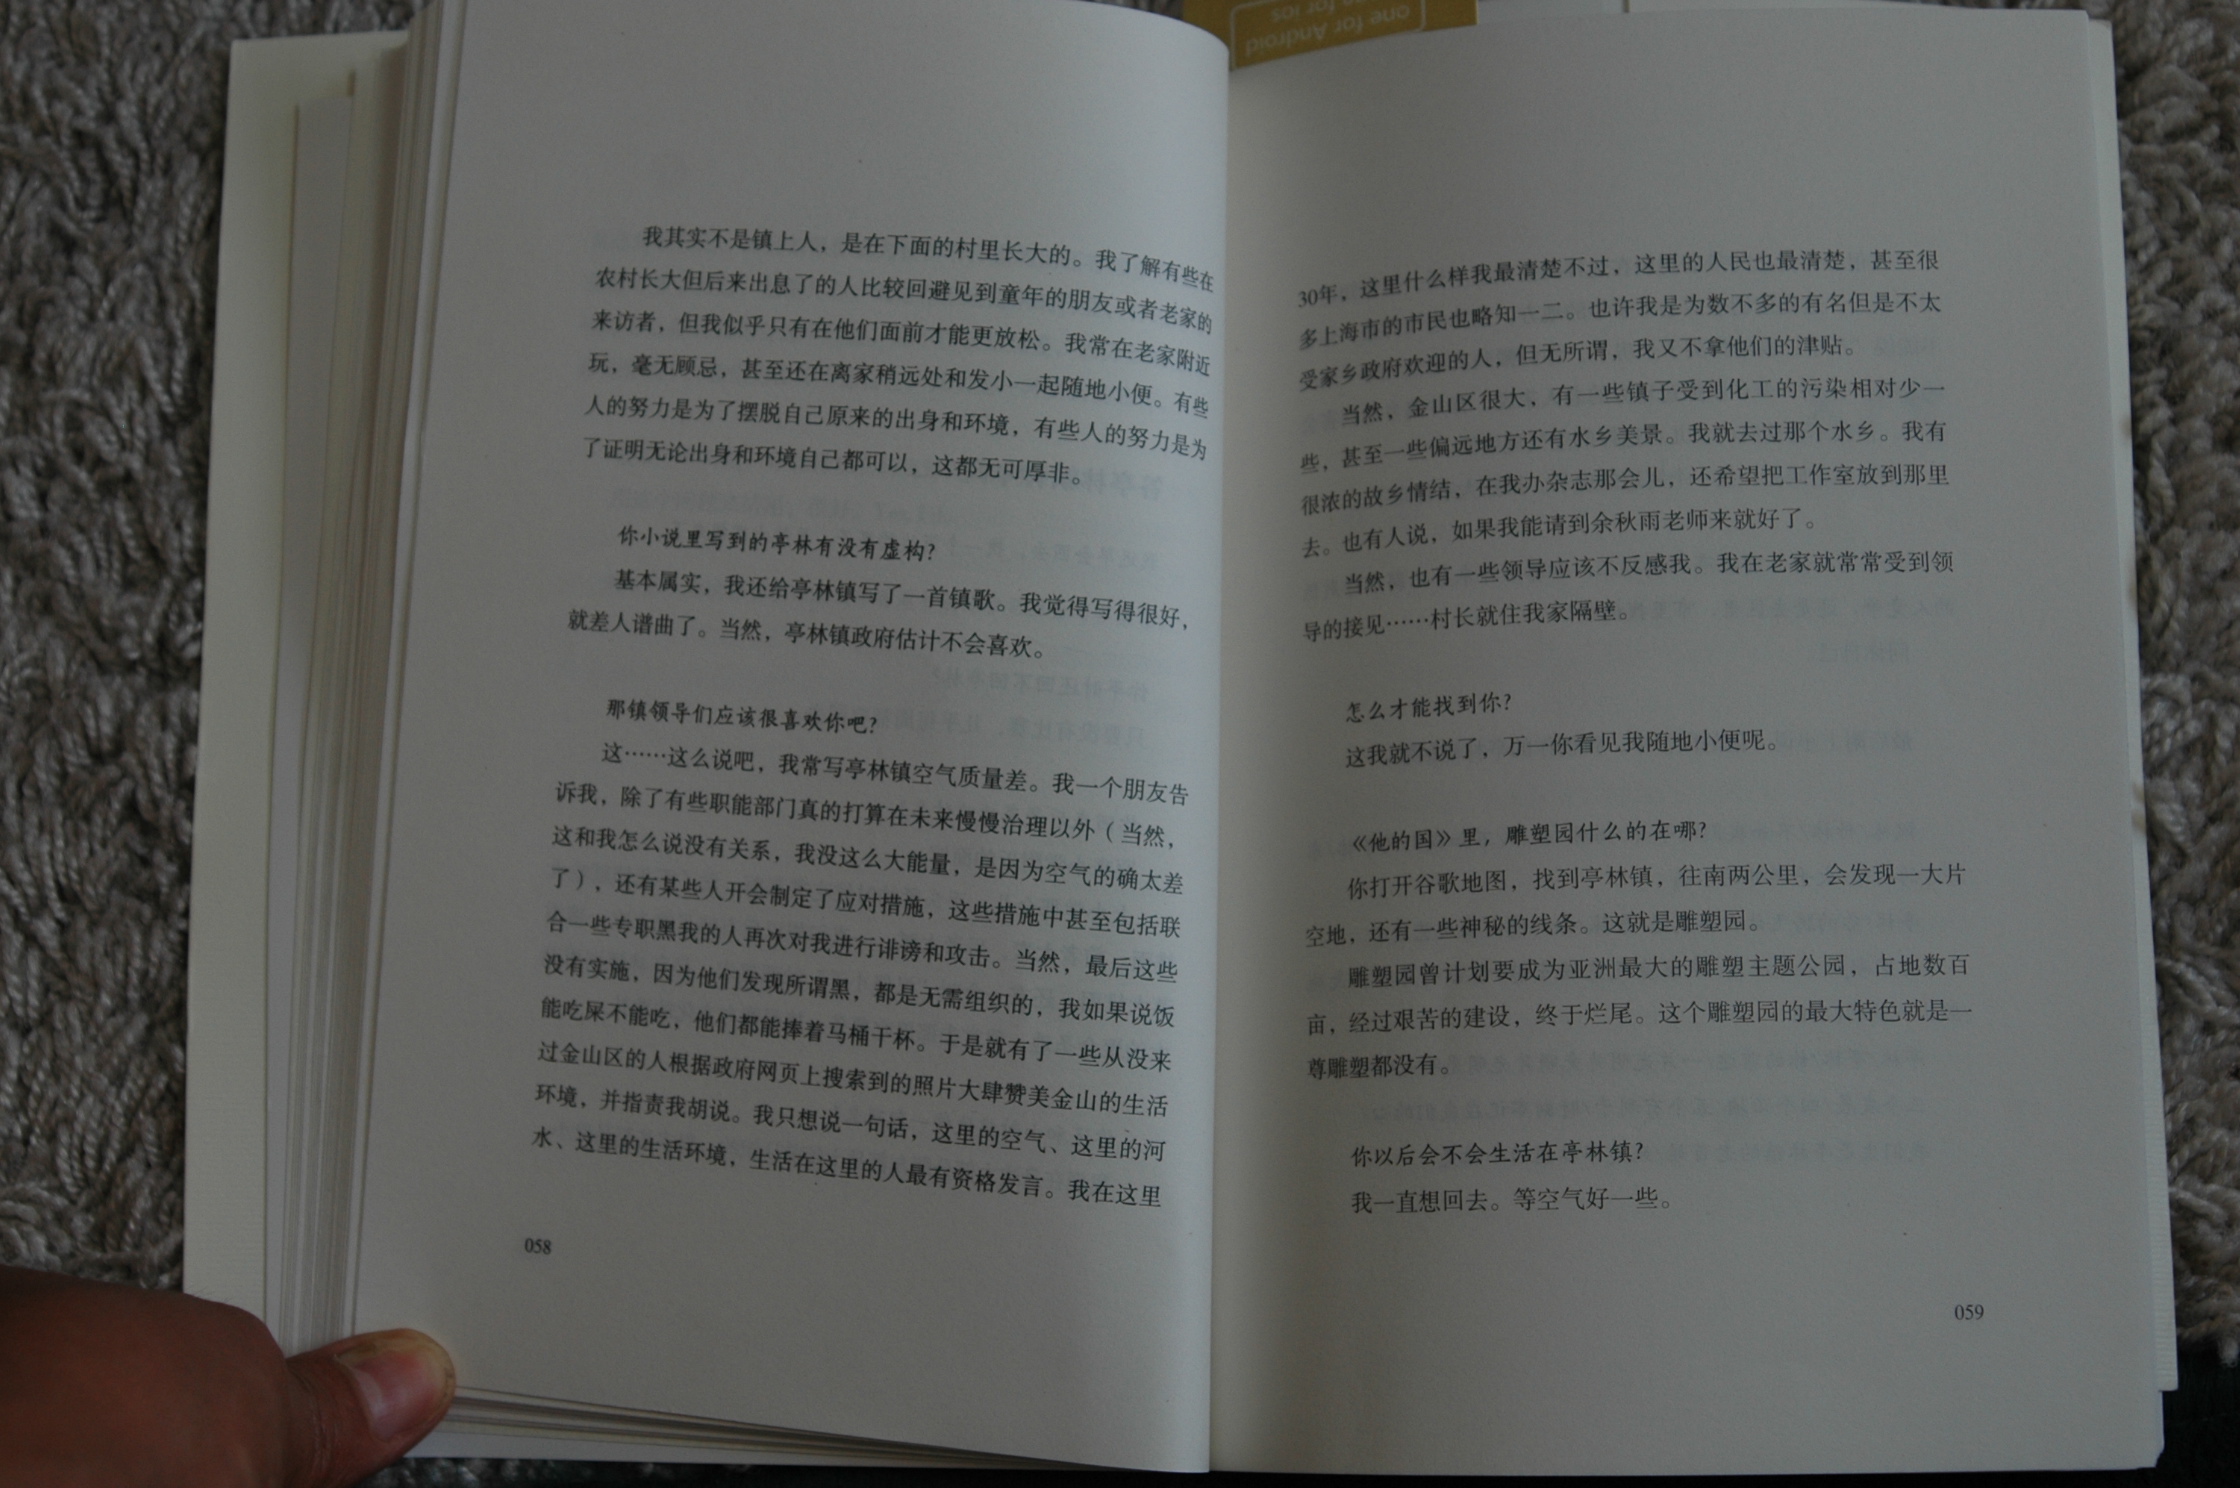 one for Android
for ios
我其实不是镇上人，是在下面的村里长大的。我了解有些在
农村长大但后来出息了的人比较回避见到童年的朋友或者老家的
来访者，但我似乎只有在他们面前才能更放松。我常在老家附近
玩，毫无顾忌，甚至还在离家稍远处和发小一起随地小便。有些
人的努力是为了摆脱自己原来的出身和环境，有些人的努力是为
了证明无论出身和环境自己都可以，这都无可厚非。
你小说里写到的亭林有没有虚构？
基本属实，我还给亭林镇写了一首镇歌。我觉得写得很好，
就差人谱曲了。当然，亭林镇政府估计不会喜欢。
那镇领导们应该很喜欢你吧？
这……这么说吧，我常写亭林镇空气质量差。我一个朋友告
诉我，除了有些职能部门真的打算在未来慢慢治理以外（当然，
这和我怎么说没有关系，我没这么大能量，是因为空气的确太差
了），还有某些人开会制定了应对措施，这些措施中甚至包括联
合一些专职黑我的人再次对我进行诽谤和攻击。当然，最后这些
没有实施，因为他们发现所谓黑，都是无需组织的，我如果说饭
能吃屎不能吃，他们都能捧着马桶干杯。于是就有了一些从没来
过金山区的人根据政府网页上搜索到的照片大肆赞美金山的生活
环境，并指责我胡说。我只想说一句话，这里的空气、这里的河
水、这里的生活环境，生活在这里的人最有资格发言。我在这里
058
30年，这里什么样我最清楚不过，这里的人民也最清楚，甚至很
多上海市的市民也略知一二。也许我是为数不多的有名但是不太
受家乡政府欢迎的人，但无所谓，我又不拿他们的津贴。
当然，金山区很大，有一些镇子受到化工的污染相对少一
些，甚至一些偏远地方还有水乡美景。我就去过那个水乡。我有
很浓的故乡情结，在我办杂志那会儿，还希望把工作室放到那里
去。也有人说，如果我能请到余秋雨老师来就好了。
当然，也有一些领导应该不反感我。我在老家就常常受到领
导的接见……村长就住我家隔壁。
怎么才能找到你？
这我就不说了，万一你看见我随地小便呢。
《他的国》里，雕塑园什么的在哪？
你打开谷歌地图，找到亭林镇，往南两公里，会发现一大片
空地，还有一些神秘的线条。这就是雕塑园。
雕塑园曾计划要成为亚洲最大的雕塑主题公园，占地数百
亩，经过艰苦的建设，终于烂尾。这个雕塑园的最大特色就是一
尊雕塑都没有。
你以后会不会生活在亭林镇？
我一直想回去。等空气好一些。
059